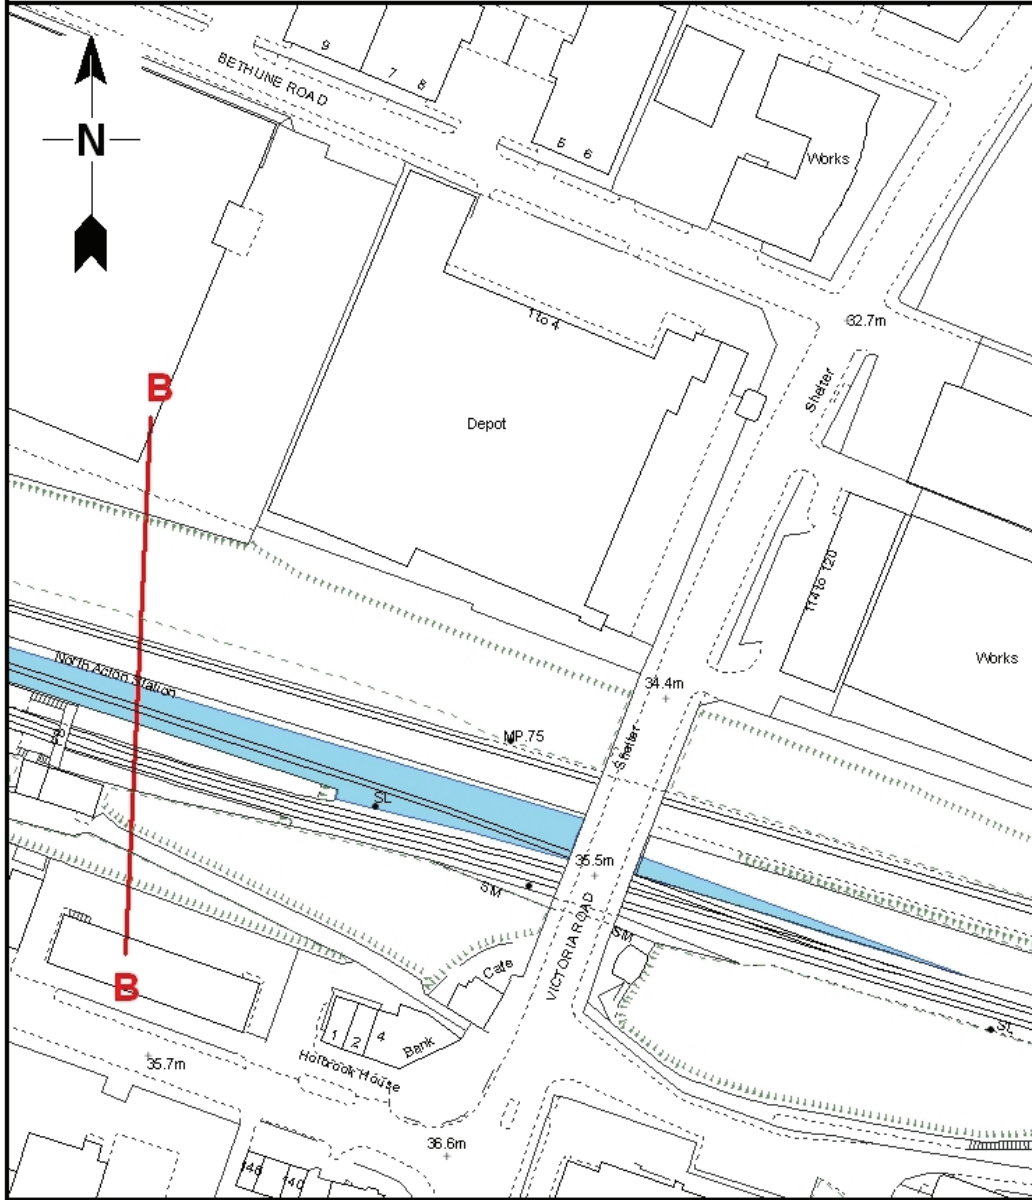 9
7 8
BETHUNE ROAD
N
5 6
Works
32.7m
1 to 4
Shelter
B
Depot
114 to 120
Works
North Acton Station
34.4m
MP.75
Shelter
SL
35.5m
SM
SM
VICTORIA ROAD
Cafe
B
SL
1 2 4
Bank
Holbrook House
35.7m
36.6m
148
140